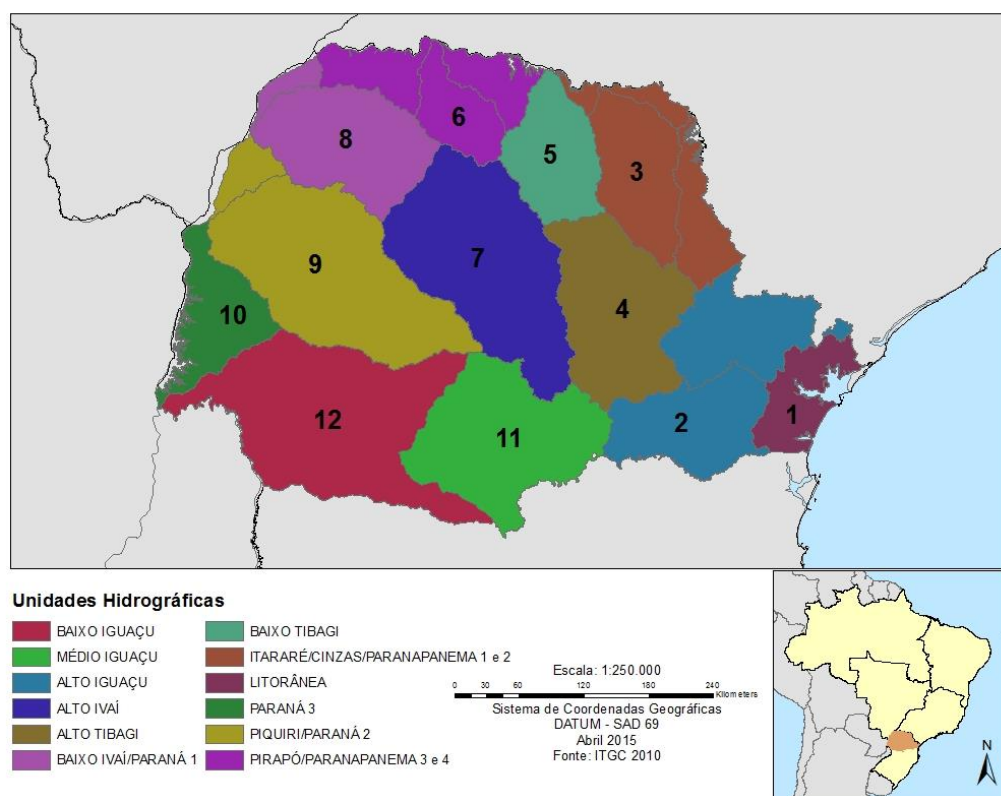 8
6
5
3
9
7
4
10
12
11
2
1
Unidades Hidrográficas
BAIXO IGUAÇU
MÉDIO IGUAÇU
ALTO IGUAÇU
ALTO IVAÍ
ALTO TIBAGI
BAIXO IVAÍ/PARANÁ 1
BAIXO TIBAGI
ITARARÉ/CINZAS/PARANAPANEMA 1 e 2
LITORÂNEA
PARANÁ 3
PIQUIRI/PARANÁ 2
PIRAPÓ/PARANAPANEMA 3 e 4
Escala: 1:250.000
0 30 60 120 180 240
Kilometers
Sistema de Coordenadas Geográficas
DATUM - SAD 69
Abril 2015
Fonte: ITGC 2010
N